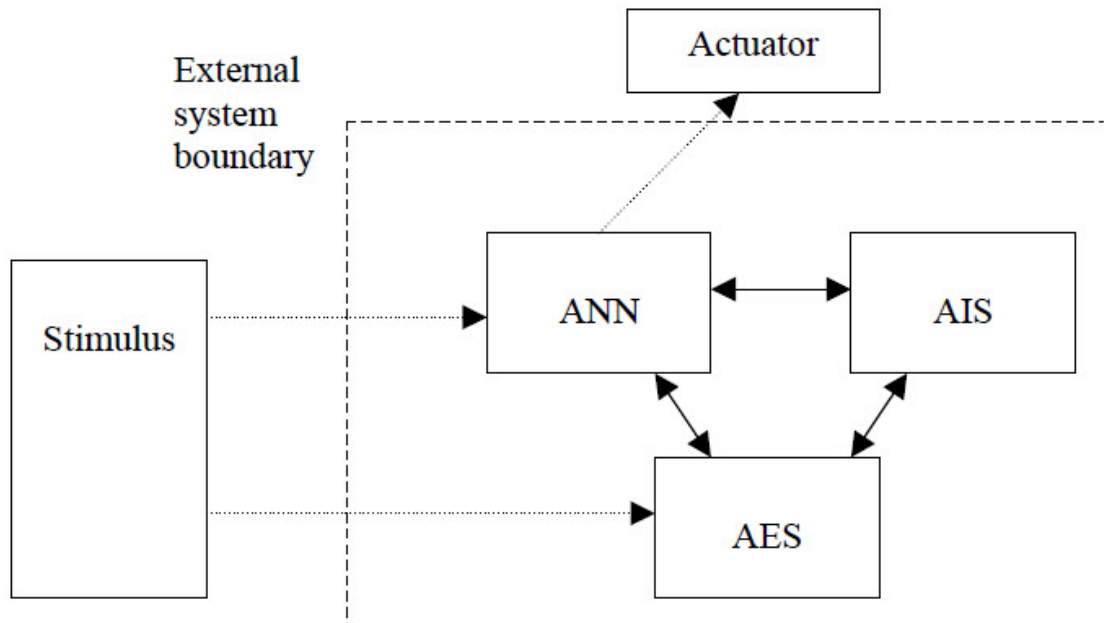 Actuator
External
system
boundary
Stimulus
ANN
AIS
AES